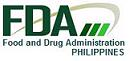 FDA
Food and Drug Administration
PHILIPPINES